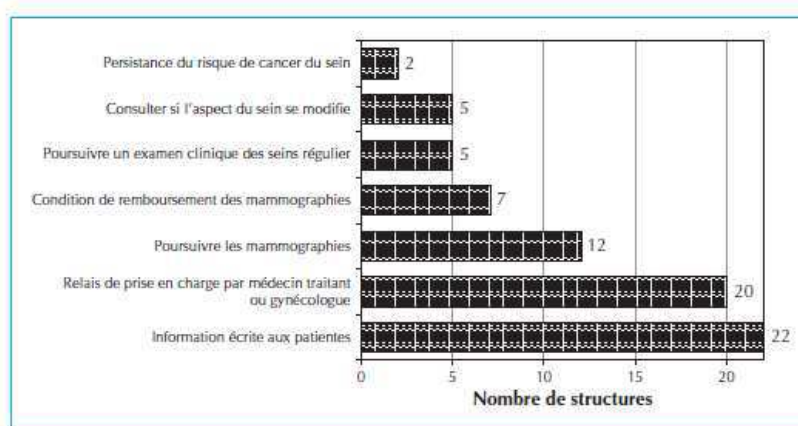 Persistance du risque de cancer du sein
2
Consulter si l'aspect du sein se modifie
5
Poursuivre un examen clinique des seins régulier
5
Condition de remboursement des mammographies
7
Poursuivre les mammographies
12
Relais de prise en charge par médecin traitant
ou gynécologue
20
Information écrite aux patientes
22
0 5 10 15 20
Nombre de structures